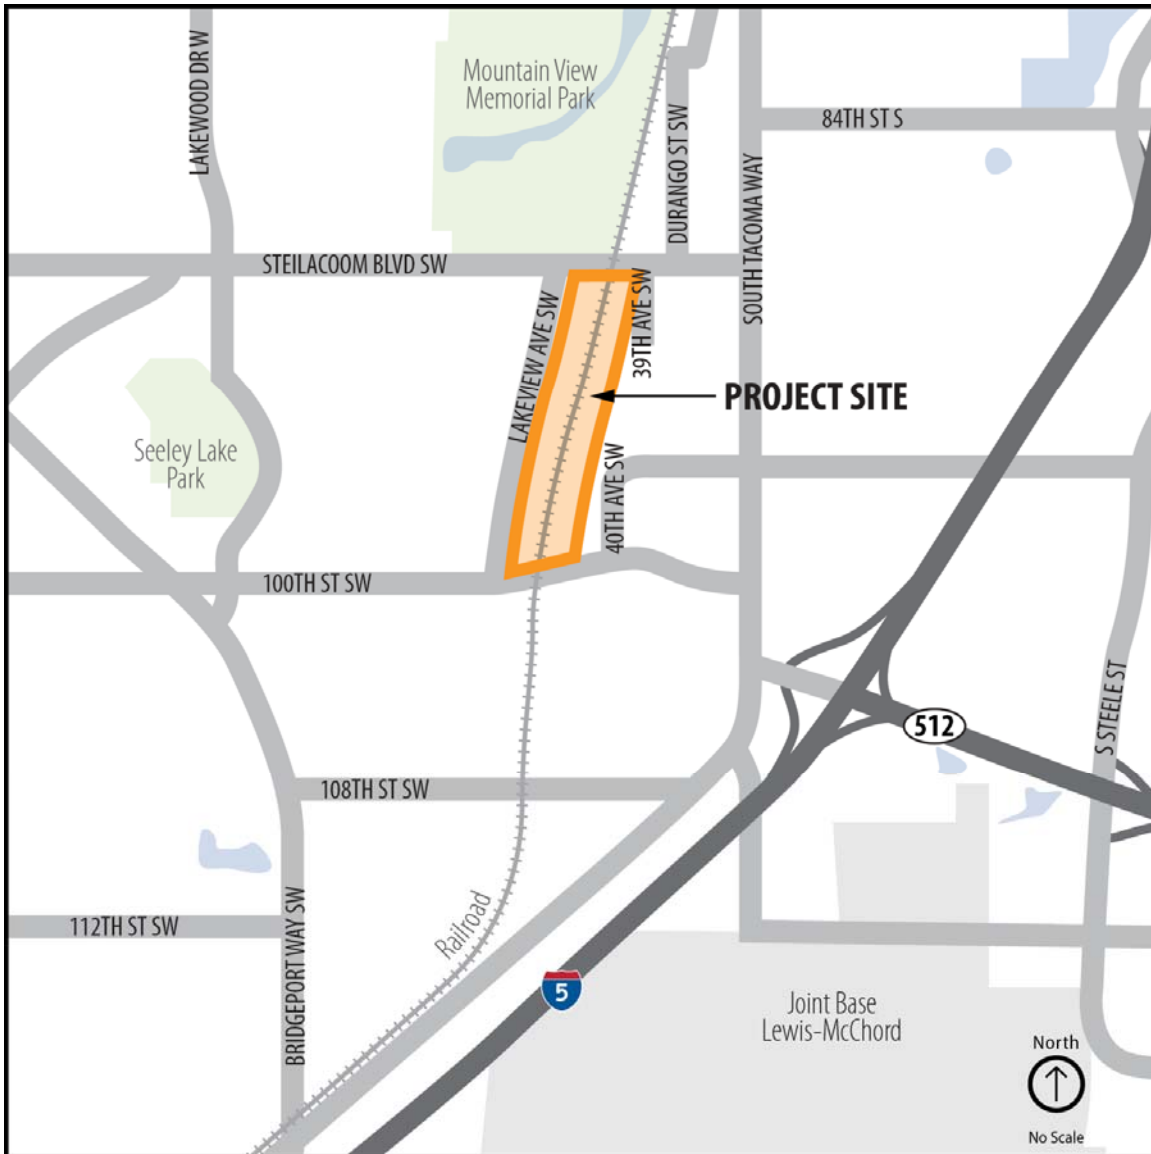 LAKEWOOD DR W
Mountain View
Memorial Park
DURANGO ST SW
84TH ST S
SOUTH TACOMA WAY
STEILACOOM BLVD SW
LAKEVIEW AVE SW
39TH AVE SW
PROJECT SITE
Seeley Lake
Park
40TH AVE SW
100TH ST SW
S STEELE ST
512
108TH ST SW
112TH ST SW
BRIDGEPORT WAY SW
Railroad
5
Joint Base
Lewis-McChord
North
No Scale